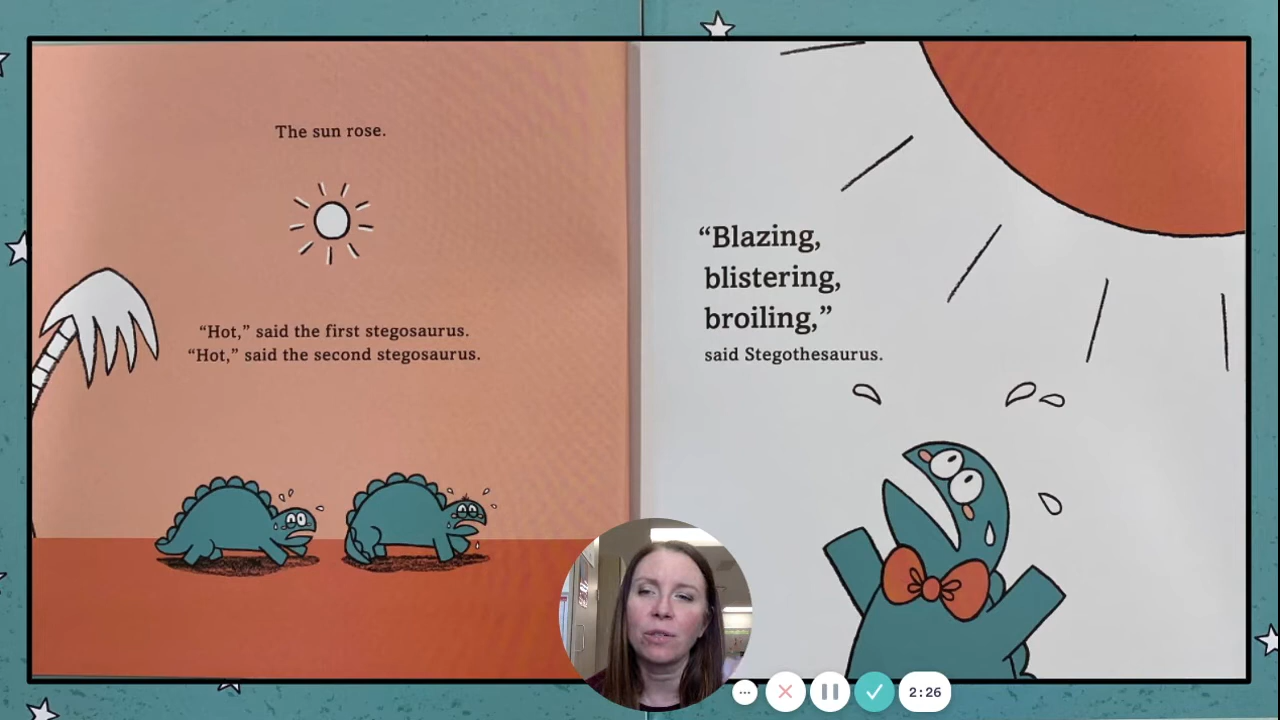 The sun rose.
“Hot,” said the first stegosaurus.
“Hot,” said the second stegosaurus.
“Blazing,
blistering,
broiling,”
said Stegothesaurus.
2:26